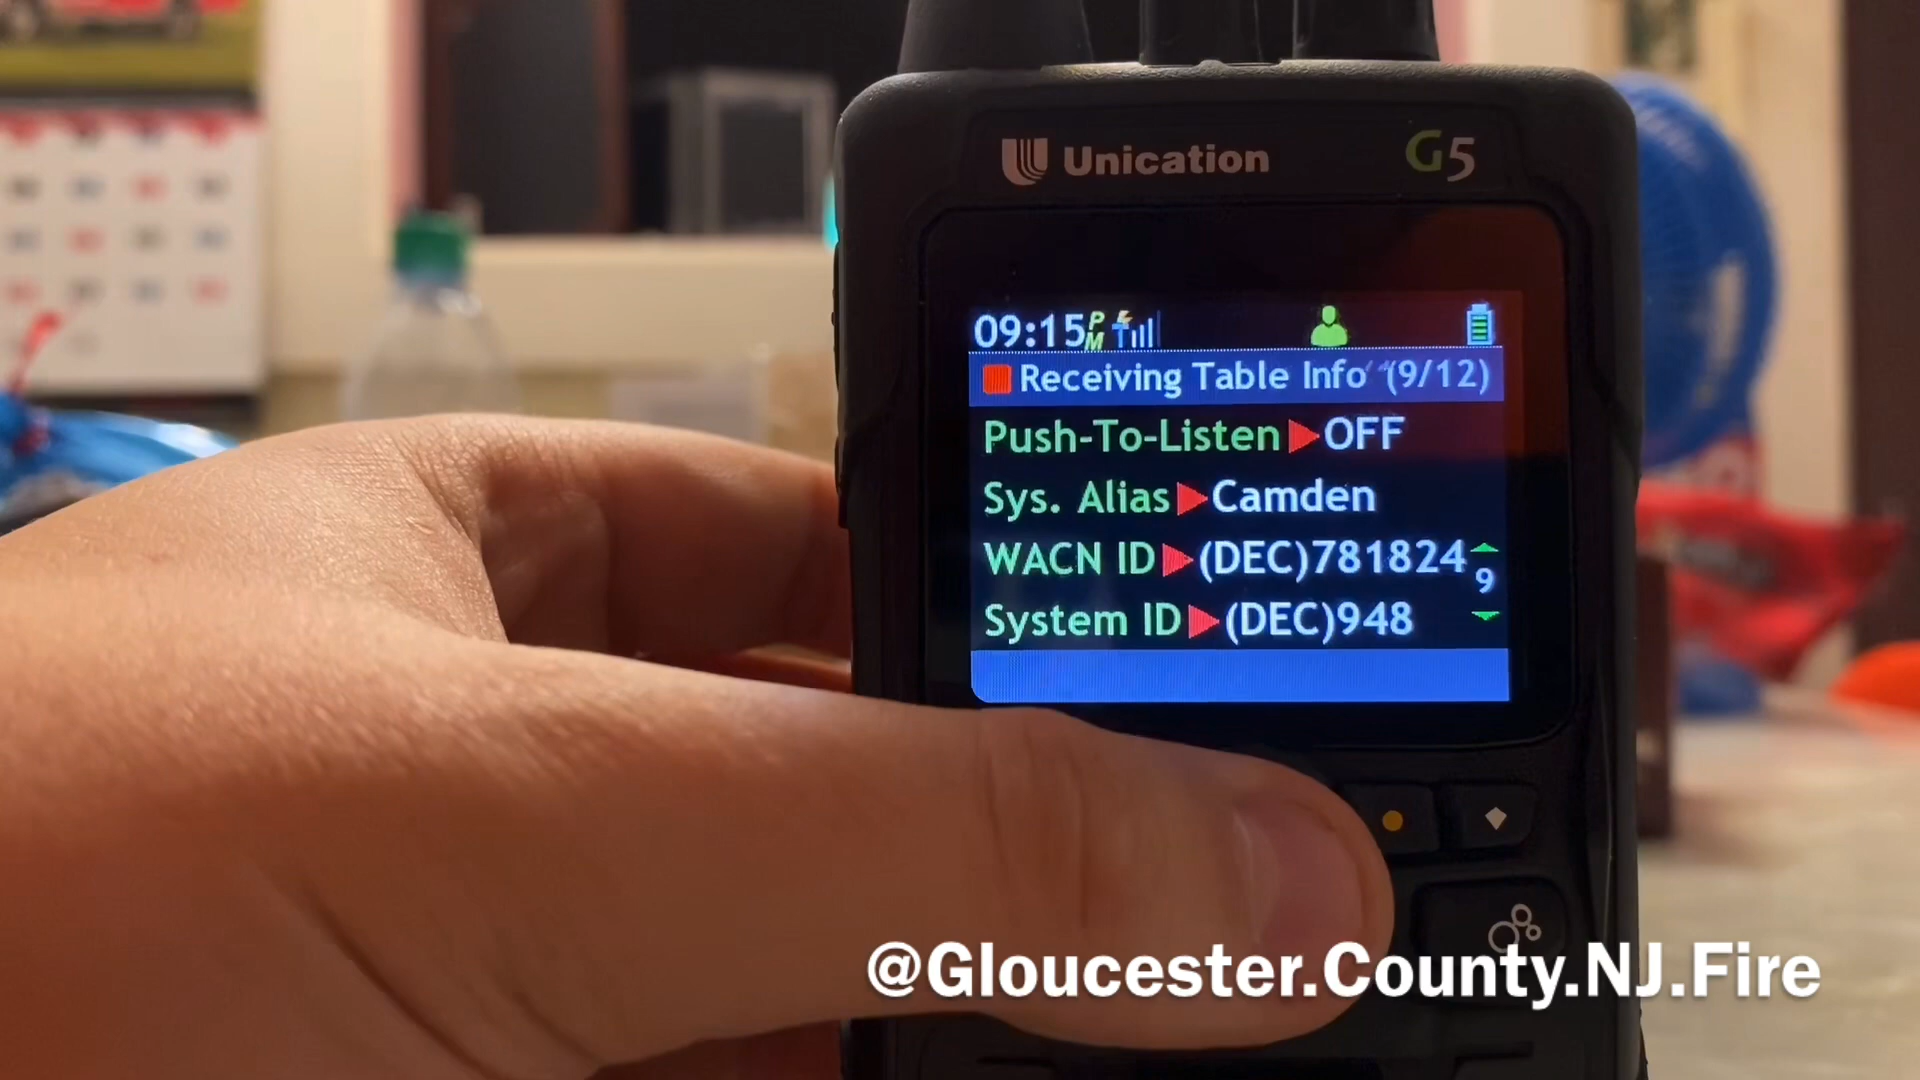 Unication G5
09:15PM
Receiving Table Info (9/12)
Push-To-Listen▶OFF
Sys. Alias▶Camden
WACN ID▶(DEC)781824
9
System ID▶(DEC)948
@Gloucester.County.NJ.Fire